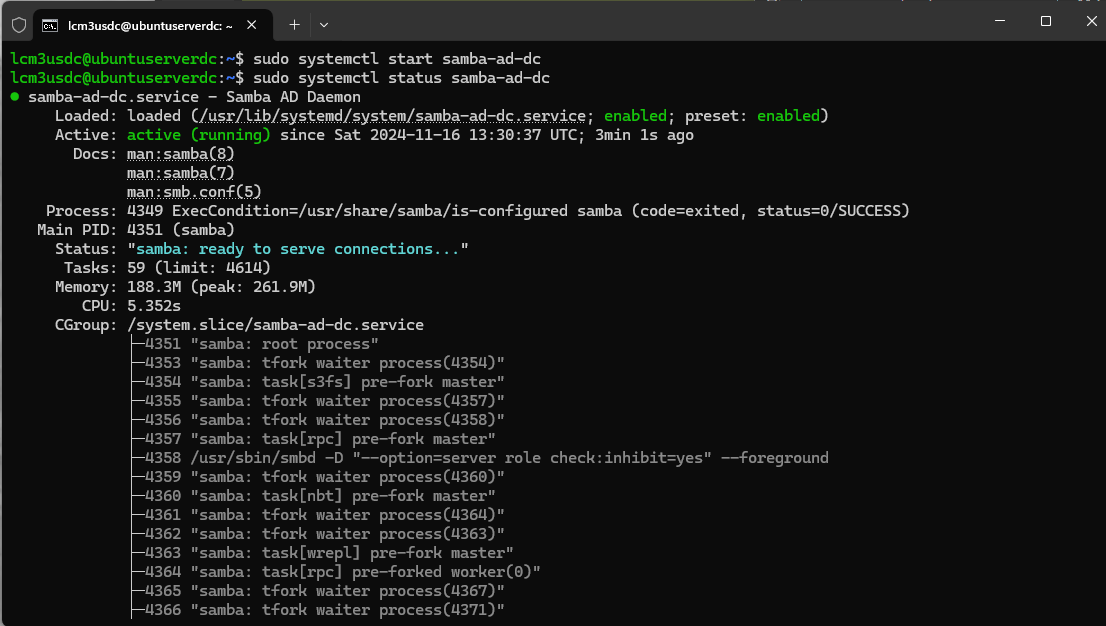 lcm3usdc@ubuntuserverdc: ~
lcm3usdc@ubuntuserverdc:~$ sudo systemctl start samba-ad-dc
lcm3usdc@ubuntuserverdc:~$ sudo systemctl status samba-ad-dc
● samba-ad-dc.service - Samba AD Daemon
     Loaded: loaded (/usr/lib/systemd/system/samba-ad-dc.service; enabled; preset: enabled)
     Active: active (running) since Sat 2024-11-16 13:30:37 UTC; 3min 1s ago
       Docs: man:samba(8)
             man:samba(7)
             man:smb.conf(5)
    Process: 4349 ExecCondition=/usr/share/samba/is-configured samba (code=exited, status=0/SUCCESS)
   Main PID: 4351 (samba)
     Status: "samba: ready to serve connections..."
      Tasks: 59 (limit: 4614)
     Memory: 188.3M (peak: 261.9M)
        CPU: 5.352s
     CGroup: /system.slice/samba-ad-dc.service
             ├─4351 "samba: root process"
             ├─4353 "samba: tfork waiter process(4354)"
             ├─4354 "samba: task[s3fs] pre-fork master"
             ├─4355 "samba: tfork waiter process(4357)"
             ├─4356 "samba: tfork waiter process(4358)"
             ├─4357 "samba: task[rpc] pre-fork master"
             ├─4358 /usr/sbin/smbd -D "--option=server role check:inhibit=yes" --foreground
             ├─4359 "samba: tfork waiter process(4360)"
             ├─4360 "samba: task[nbt] pre-fork master"
             ├─4361 "samba: tfork waiter process(4364)"
             ├─4362 "samba: tfork waiter process(4363)"
             ├─4363 "samba: task[wrepl] pre-fork master"
             ├─4364 "samba: task[rpc] pre-forked worker(0)"
             ├─4365 "samba: tfork waiter process(4367)"
             ├─4366 "samba: tfork waiter process(4371)"